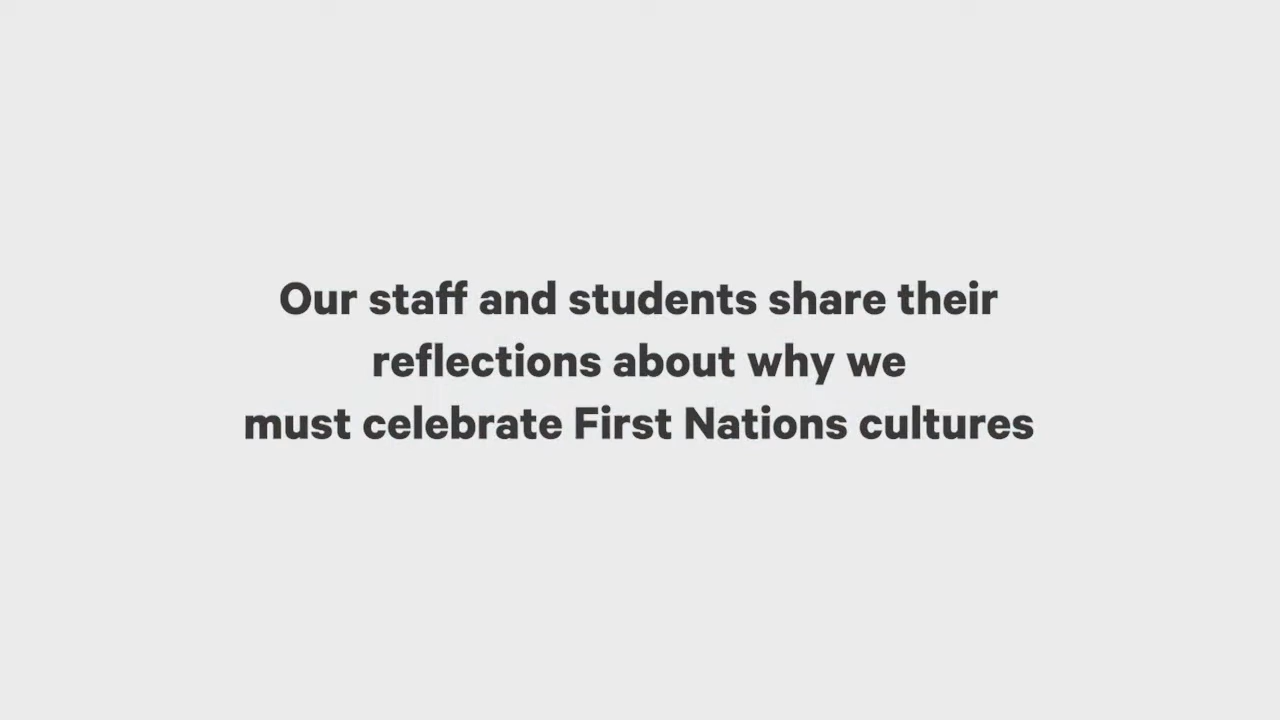 Our staff and students share their
reflections about why we
must celebrate First Nations cultures